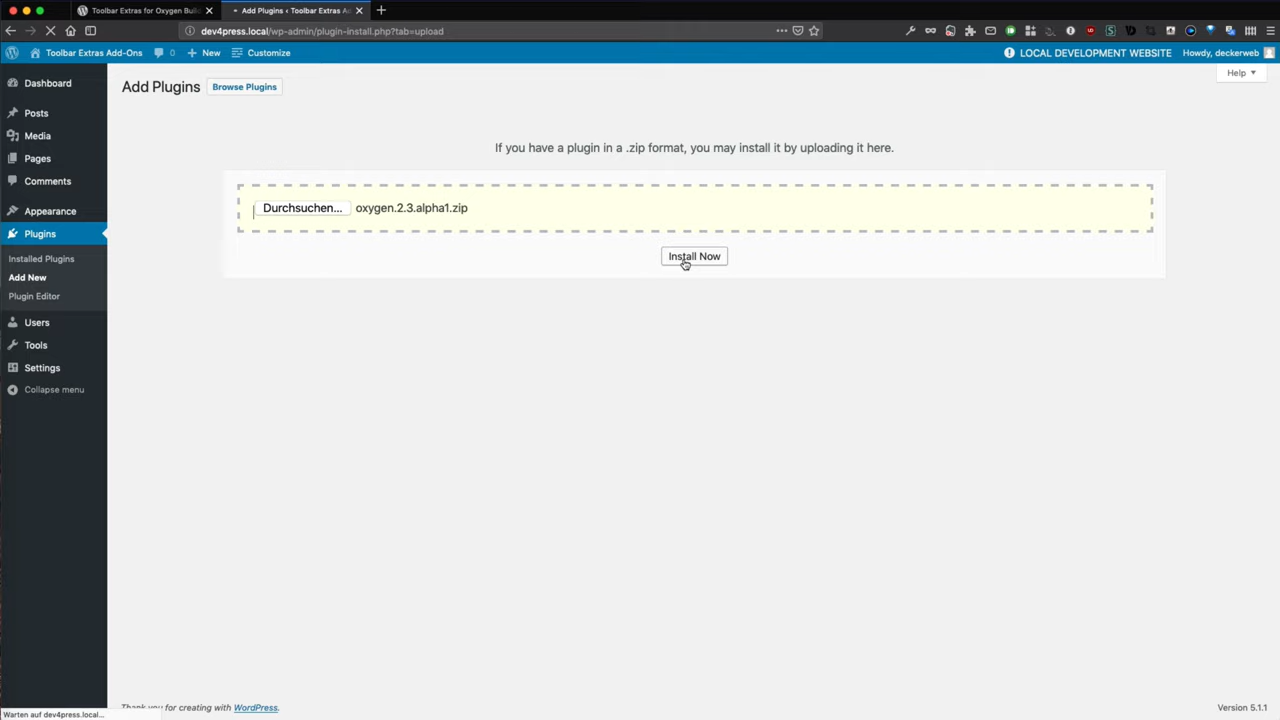 Toolbar Extras for Oxygen Buil
Add Plugins ‹ Toolbar Extras Ad
dev4press.local/wp-admin/plugin-install.php?tab=upload
Toolbar Extras Add-Ons
0
New
Customize
LOCAL DEVELOPMENT WEBSITE
Howdy, deckerweb
Dashboard
Posts
Media
Pages
Comments
Appearance
Plugins
Installed Plugins
Add New
Plugin Editor
Users
Tools
Settings
Collapse menu
Add Plugins
Browse Plugins
Help
If you have a plugin in a .zip format, you may install it by uploading it here.
Durchsuchen... oxygen.2.3.alpha1.zip
Install Now
Thank you for creating with WordPress.
Version 5.1.1
Warten auf dev4press.local...